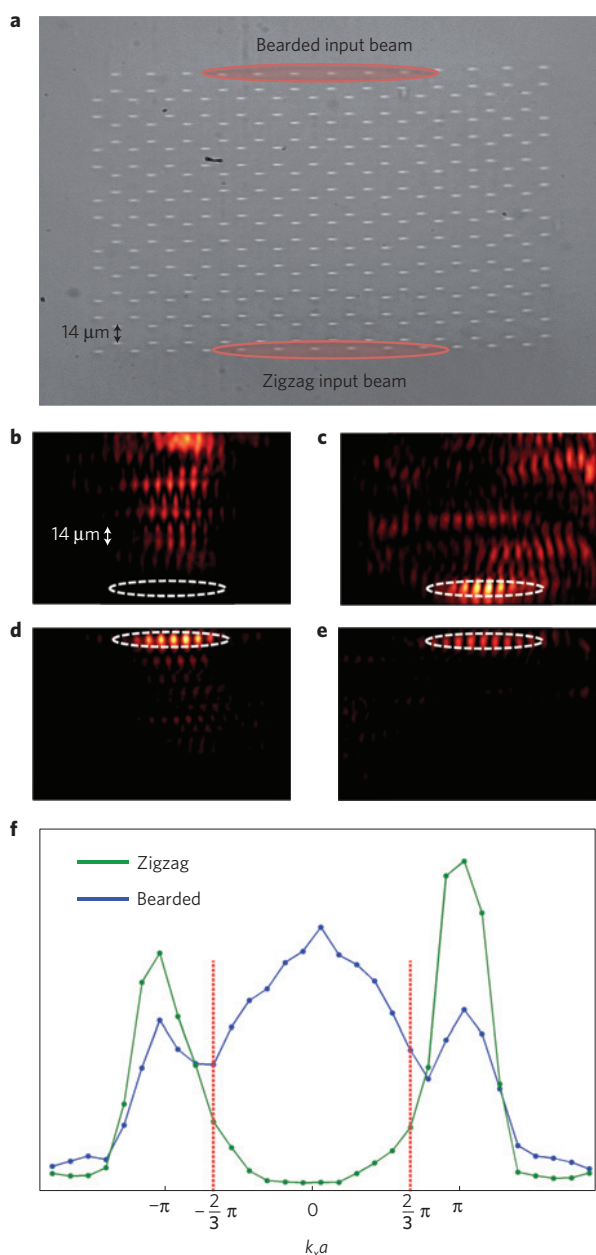 a
Bearded input beam
14 µm
Zigzag input beam
b
c
14 µm
d
e
f
Zigzag
Bearded
−π
−2/3 π
0
2/3 π
π
kₓa